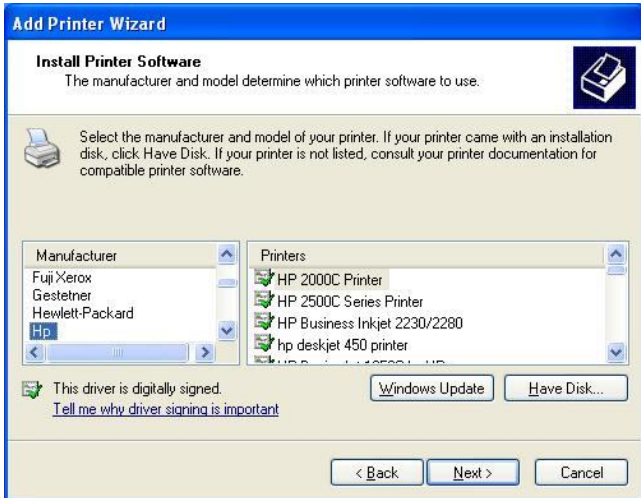 Add Printer Wizard
Install Printer Software
The manufacturer and model determine which printer software to use.
Select the manufacturer and model of your printer. If your printer came with an installation
disk, click Have Disk. If your printer is not listed, consult your printer documentation for
compatible printer software.
Manufacturer
Fuji Xerox
Gestetner
Hewlett-Packard
Hp
Printers
HP 2000C Printer
HP 2500C Series Printer
HP Business Inkjet 2230/2280
hp deskjet 450 printer
This driver is digitally signed.
Tell me why driver signing is important
Windows Update
Have Disk...
< Back
Next >
Cancel